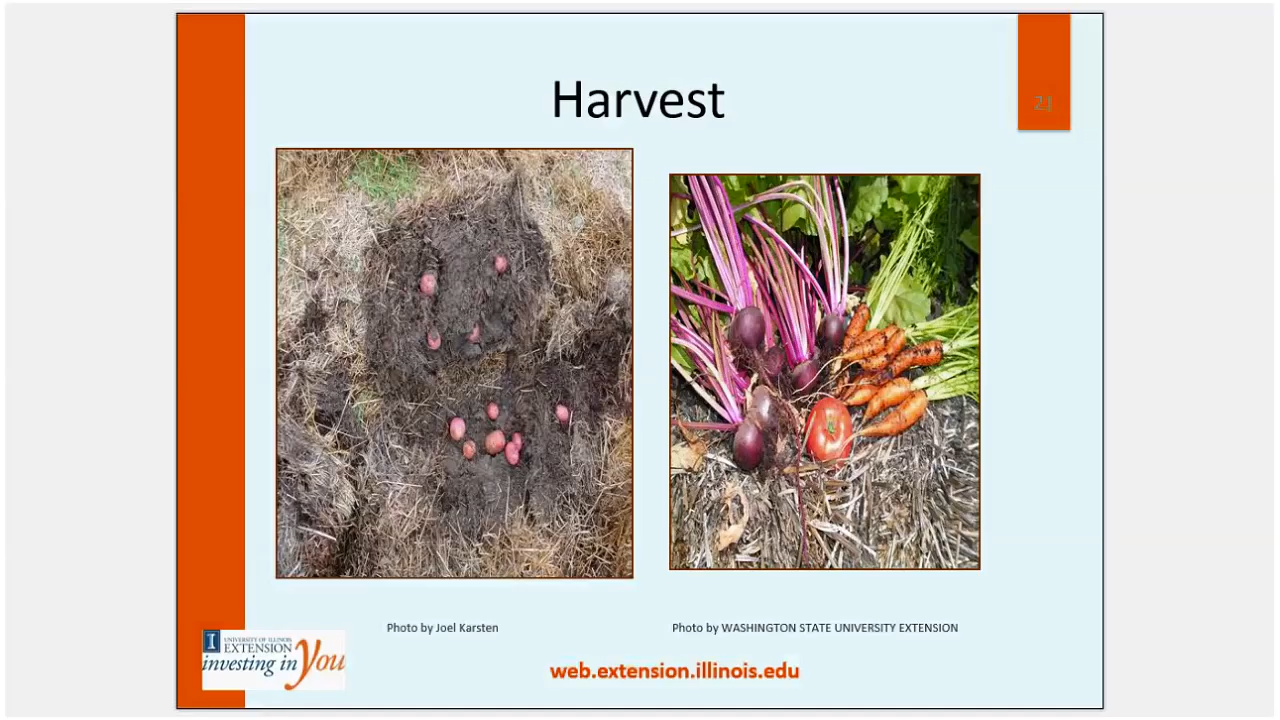 Harvest
21
Photo by Joel Karsten
Photo by WASHINGTON STATE UNIVERSITY EXTENSION
I
UNIVERSITY OF ILLINOIS
EXTENSION
investing in You
web.extension.illinois.edu